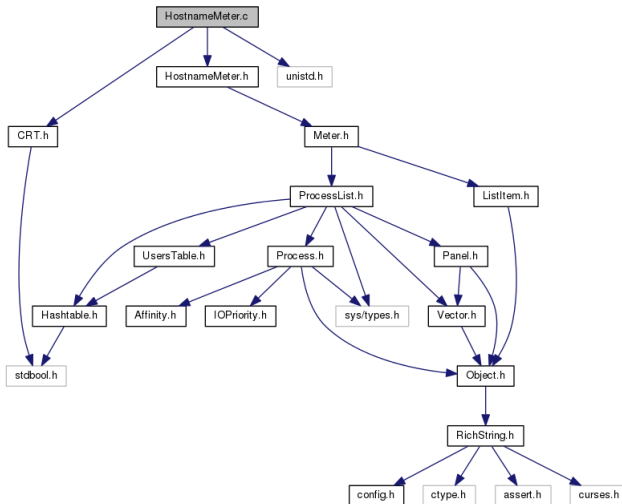 HostnameMeter.c
HostnameMeter.h
unistd.h
CRT.h
Meter.h
ProcessList.h
ListItem.h
UsersTable.h
Process.h
Panel.h
Hashtable.h
Affinity.h
IOPriority.h
sys/types.h
Vector.h
stdbool.h
Object.h
RichString.h
config.h
ctype.h
assert.h
curses.h